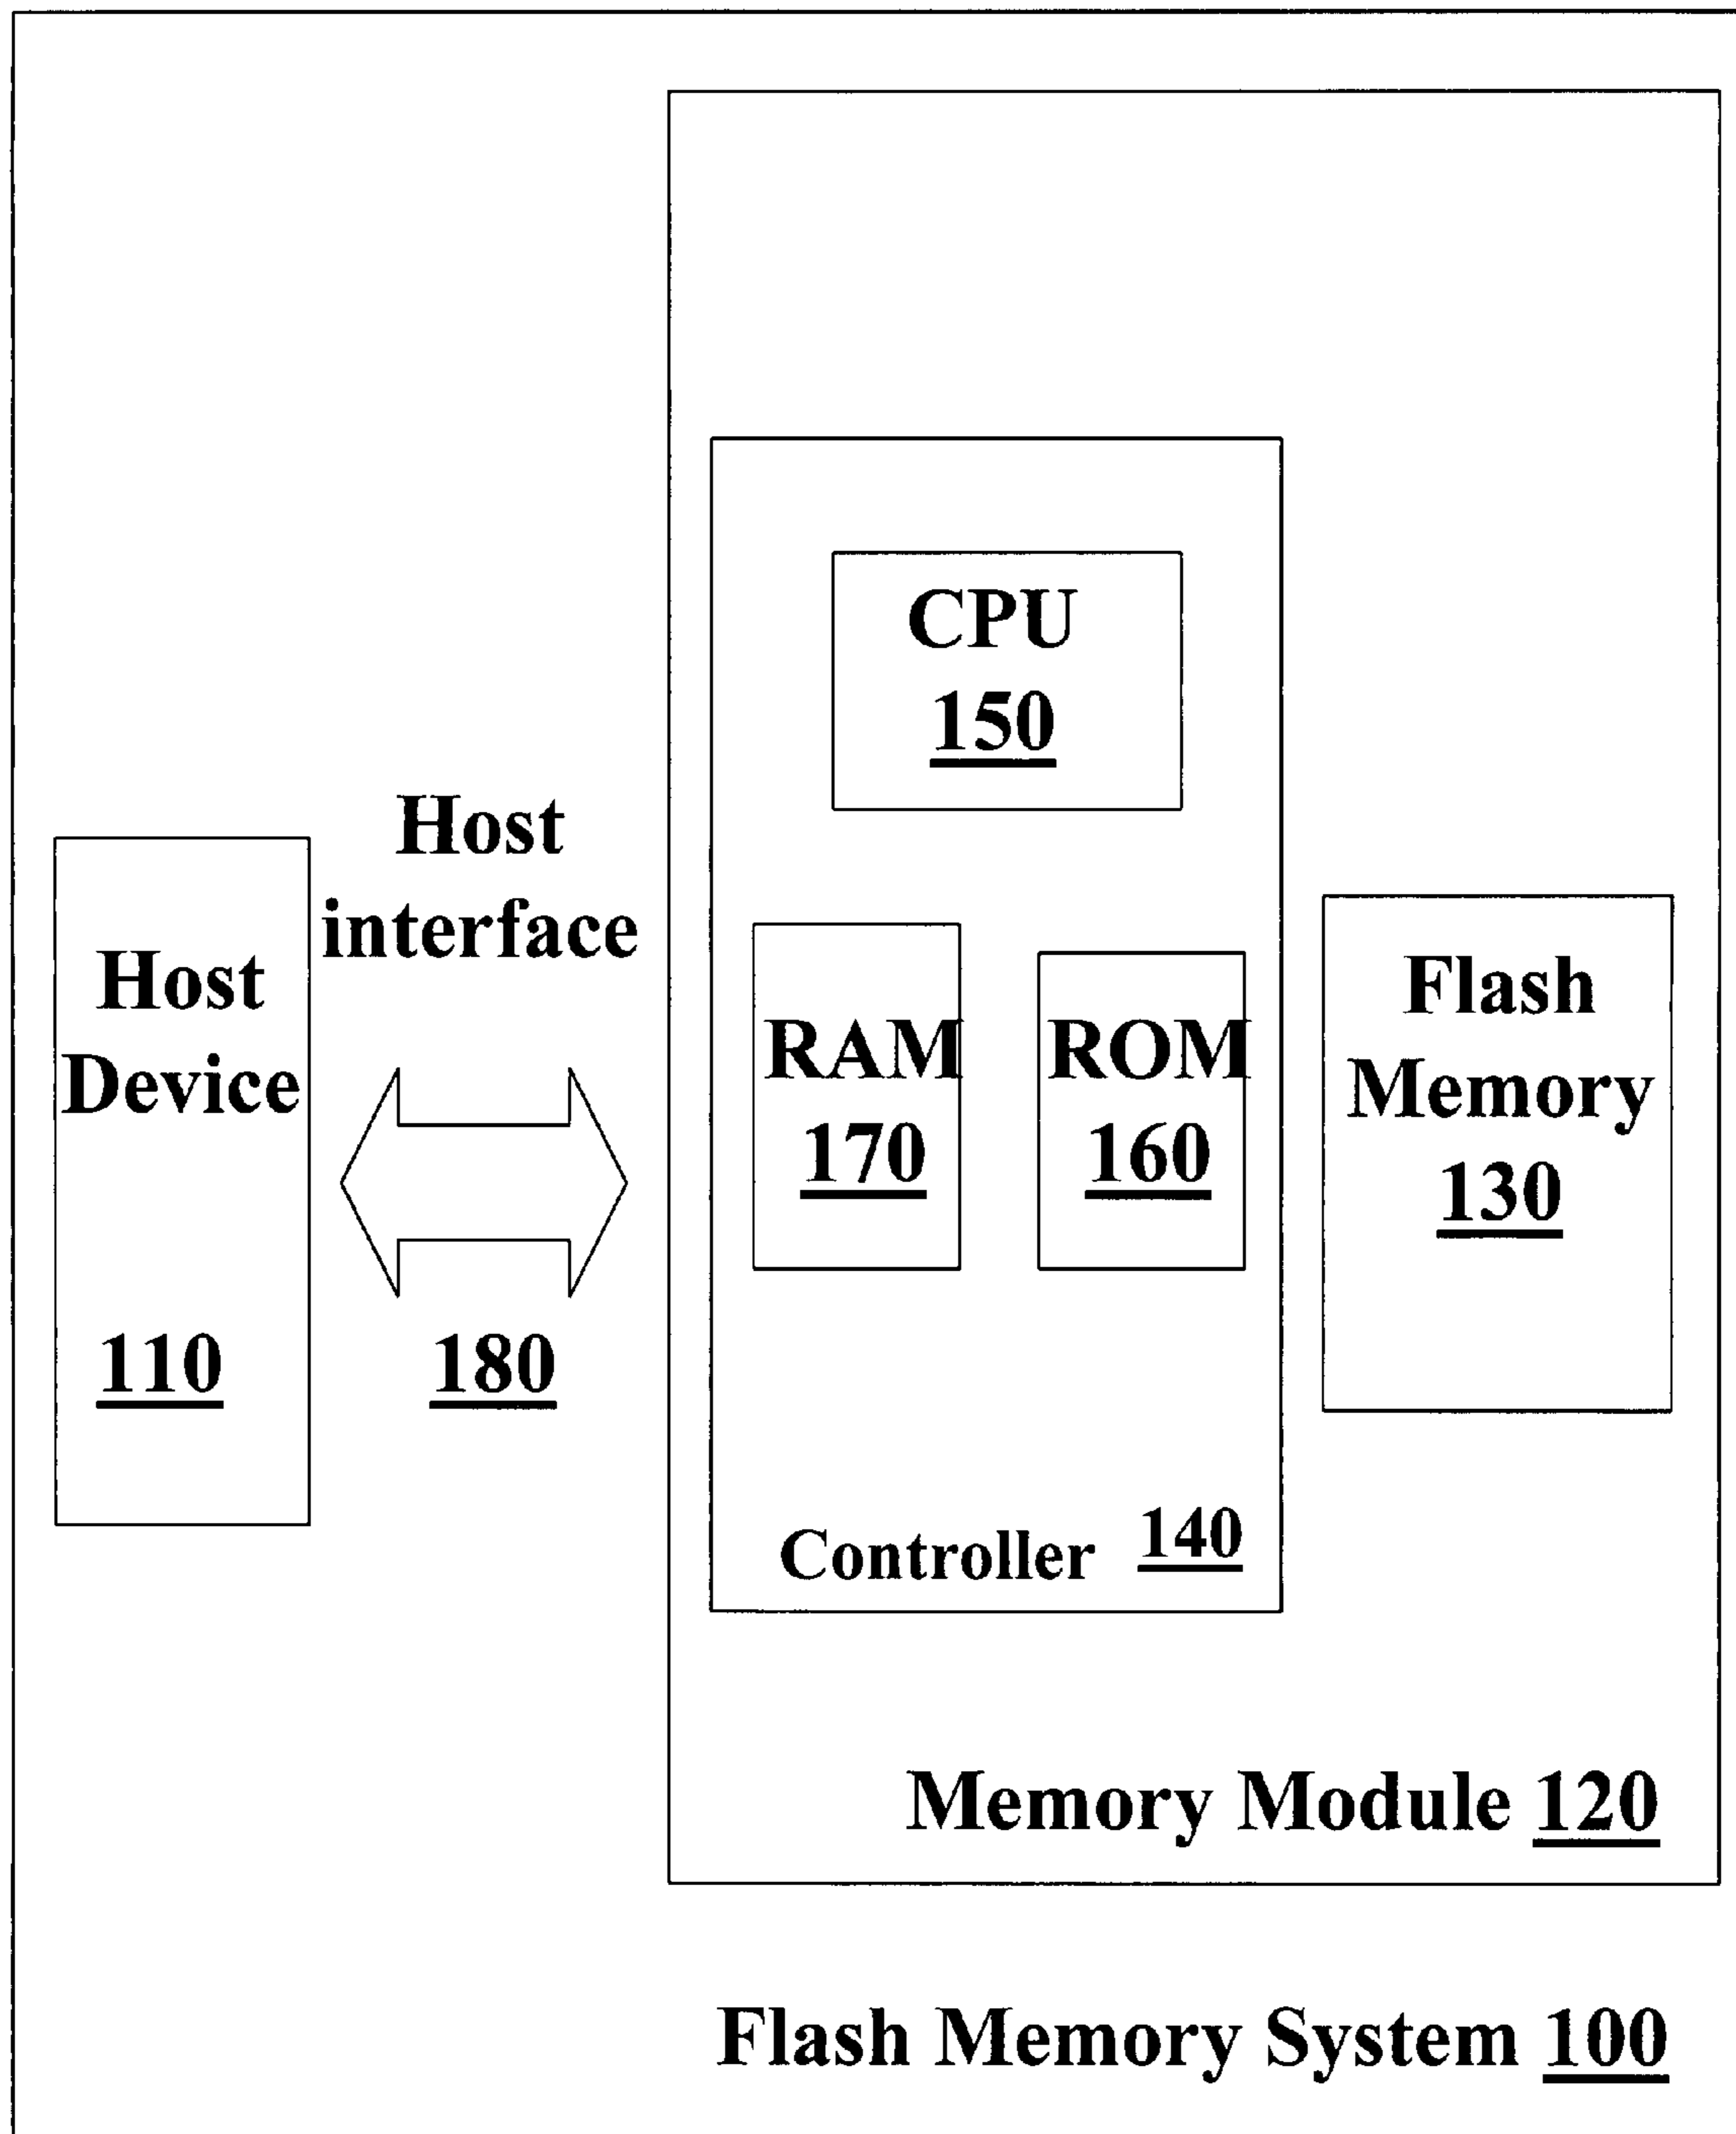 CPU
150
Host
interface
Host
Device
110
180
RAM
170
ROM
160
Flash
Memory
130
Controller 140
Memory Module 120
Flash Memory System 100